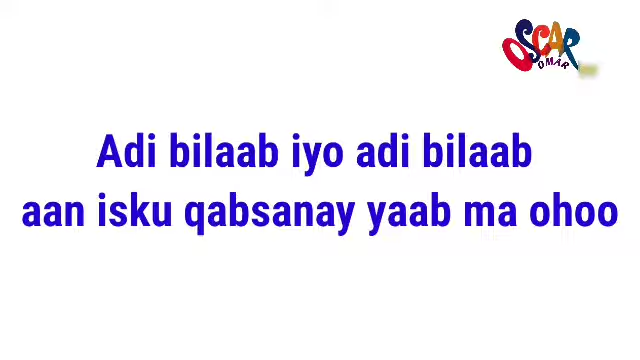 OSCAR
OMAR
Adi bilaab iyo adi bilaab
aan isku qabsanay yaab ma ohoo